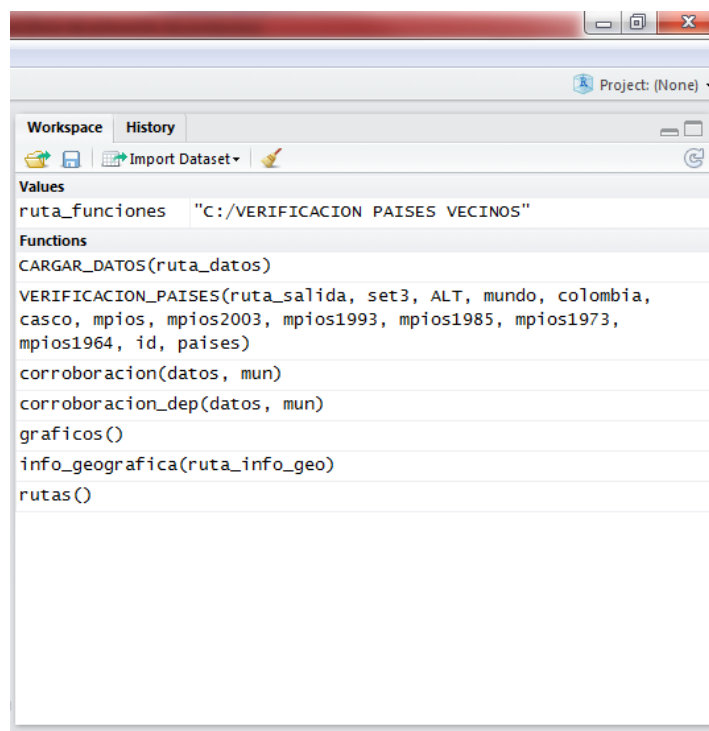 Project: (None)
Workspace History
Import Dataset
Values
ruta_funciones "C:/VERIFICACION PAISES VECINOS"
Functions
CARGAR_DATOS(ruta_datos)
VERIFICACION_PAISES(ruta_salida, set3, ALT, mundo, colombia,
casco, mpios, mpios2003, mpios1993, mpios1985, mpios1973,
mpios1964, id, paises)
corroboracion(datos, mun)
corroboracion_dep(datos, mun)
graficos()
info_geografica(ruta_info_geo)
rutas()